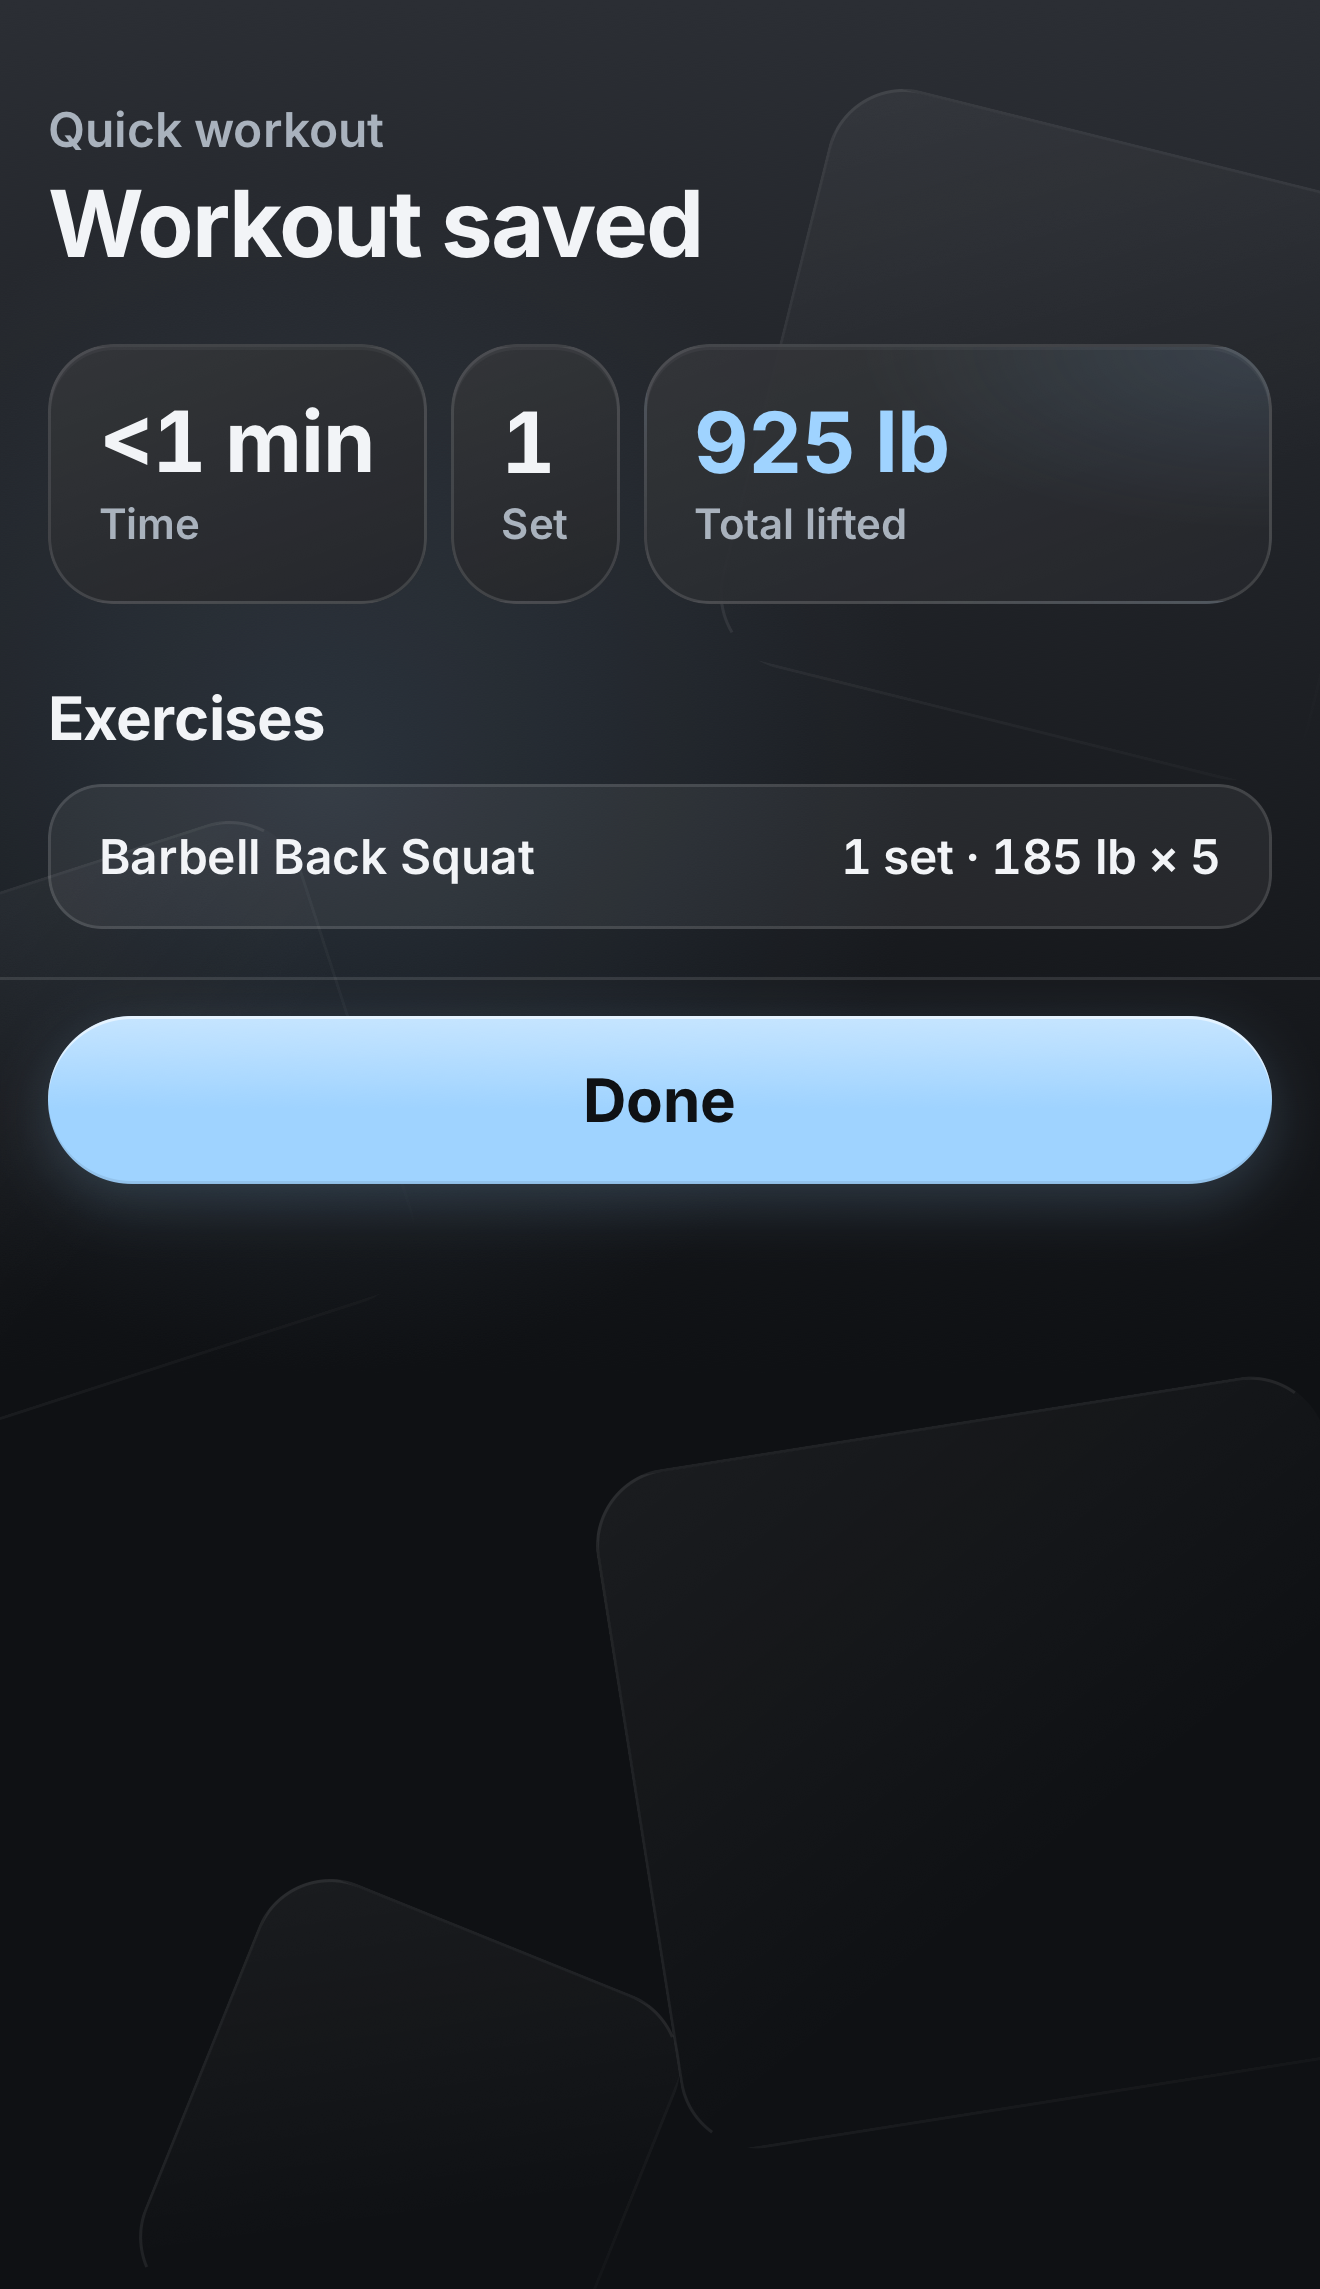 Quick workout
Workout saved
<1 min
Time
1
Set
925 lb
Total lifted
Exercises
Barbell Back Squat
1 set · 185 lb × 5
Done